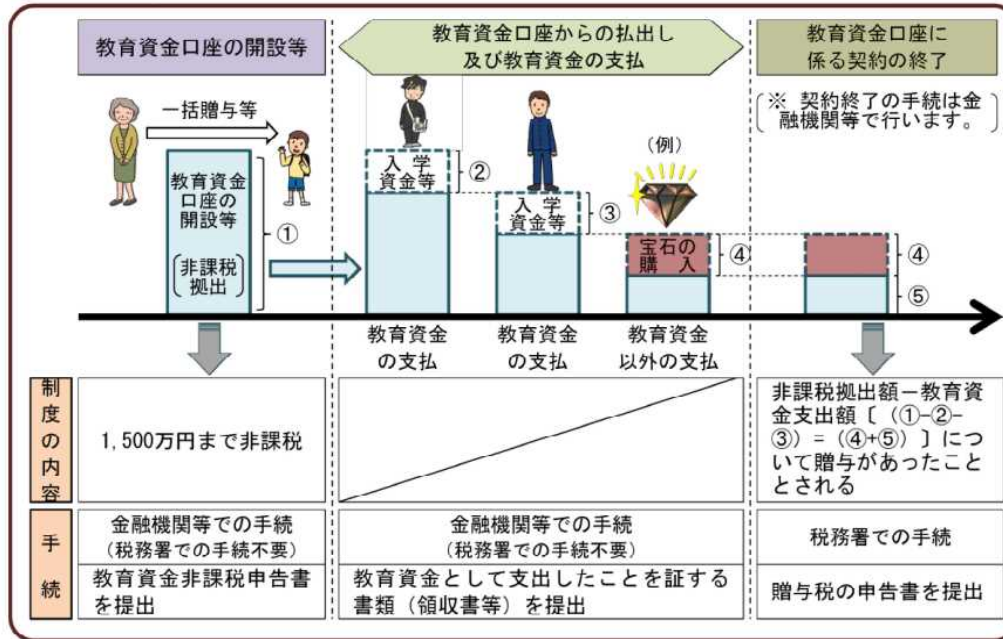 教育資金口座の開設等
教育資金口座からの払出し
及び教育資金の支払
教育資金口座に
係る契約の終了
一括贈与等
教育資金
口座の
開設等
〔非課税
拠出〕
①
入学
資金等
②
入学
資金等
③
(例)
宝石の
購入
④
〔※ 契約終了の手続は金
融機関等で行います。〕
④
⑤
教育資金
の支払
教育資金
の支払
教育資金
以外の支払
制度の内容
1,500万円まで非課税
非課税拠出額－教育資
金支出額〔(①-②-
③)=(④+⑤)〕につ
いて贈与があったこと
とされる
手続
金融機関等での手続
(税務署での手続不要)
金融機関等での手続
(税務署での手続不要)
税務署での手続
教育資金非課税申告書
を提出
教育資金として支出したことを証する
書類(領収書等)を提出
贈与税の申告書を提出